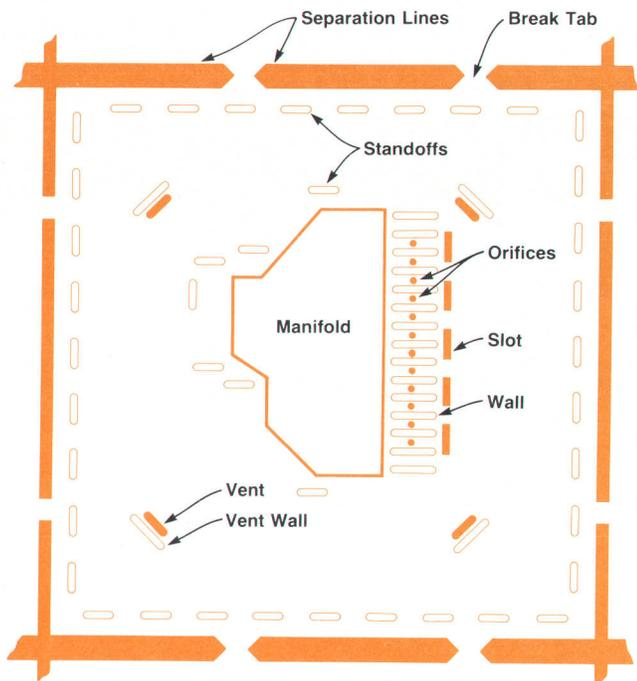 Separation Lines
Break Tab
Standoffs
Orifices
Manifold
Slot
Wall
Vent
Vent Wall